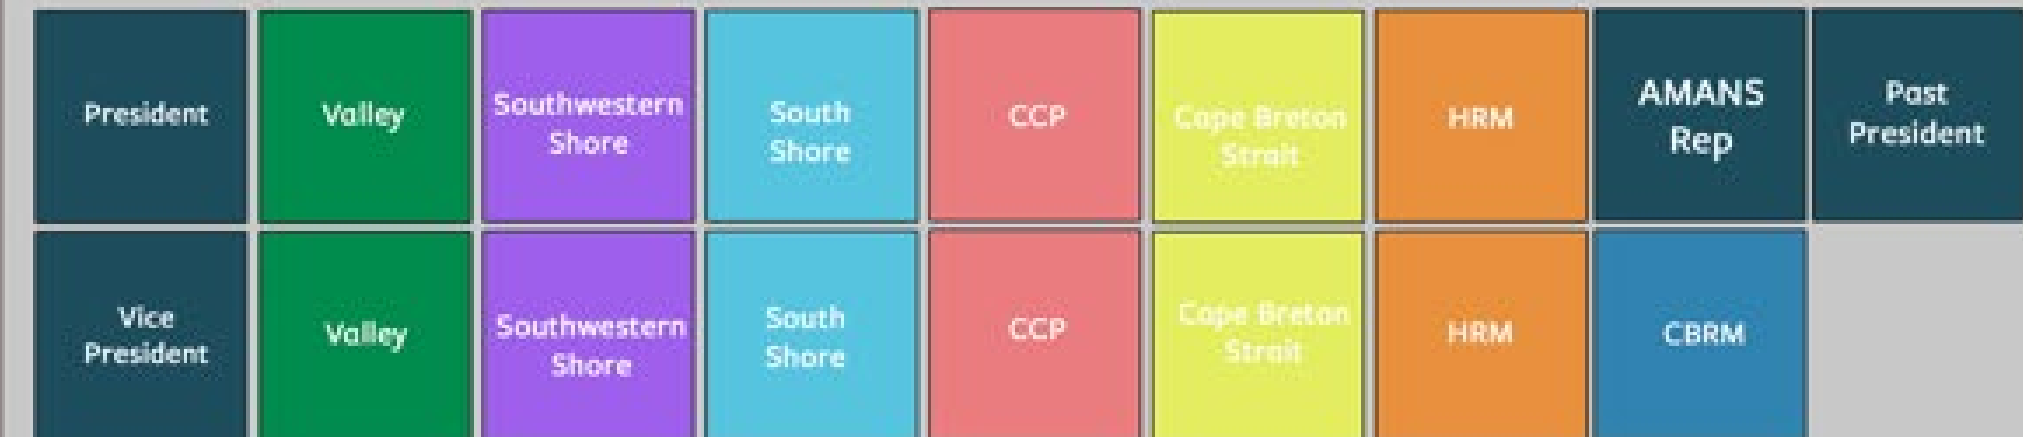 President
Valley
Southwestern
Shore
South
Shore
CCP
Cape Breton
Strait
HRM
AMANS
Rep
Past
President
Vice
President
Valley
Southwestern
Shore
South
Shore
CCP
Cape Breton
Strait
HRM
CBRM